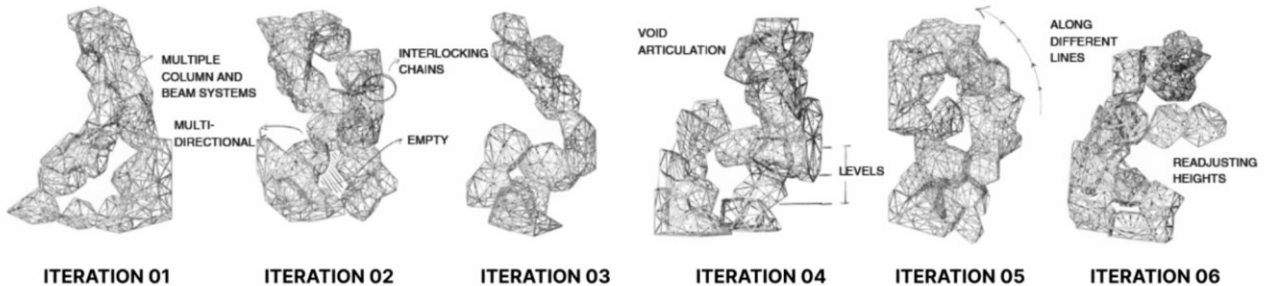 MULTIPLE
COLUMN AND
BEAM SYSTEMS
MULTI-
DIRECTIONAL
INTERLOCKING
CHAINS
EMPTY
VOID
ARTICULATION
LEVELS
ALONG
DIFFERENT
LINES
READJUSTING
HEIGHTS
ITERATION 01
ITERATION 02
ITERATION 03
ITERATION 04
ITERATION 05
ITERATION 06